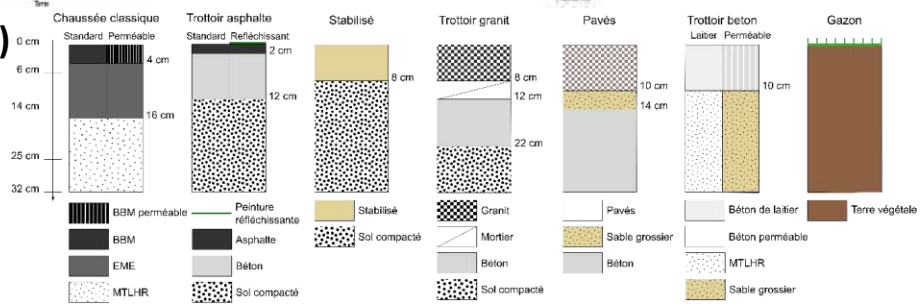 Chaussée classique
Standard Perméable
4 cm
16 cm
BBM perméable
BBM
EME
MTLHR
)
0 cm
6 cm
14 cm
25 cm
32 cm
Trottoir asphalte
Standard Refléchissant
2 cm
12 cm
Peinture
réfléchissante
Asphalte
Béton
Sol compacté
Stabilisé
8 cm
Stabilisé
Sol compacté
Trottoir granit
8 cm
12 cm
22 cm
Granit
Mortier
Béton
Sol compacté
Pavés
10 cm
14 cm
Pavés
Sable grossier
Béton
Trottoir beton
Laitier Perméable
10 cm
Béton de laitier
Béton perméable
MTLHR
Sable grossier
Gazon
Terre végétale